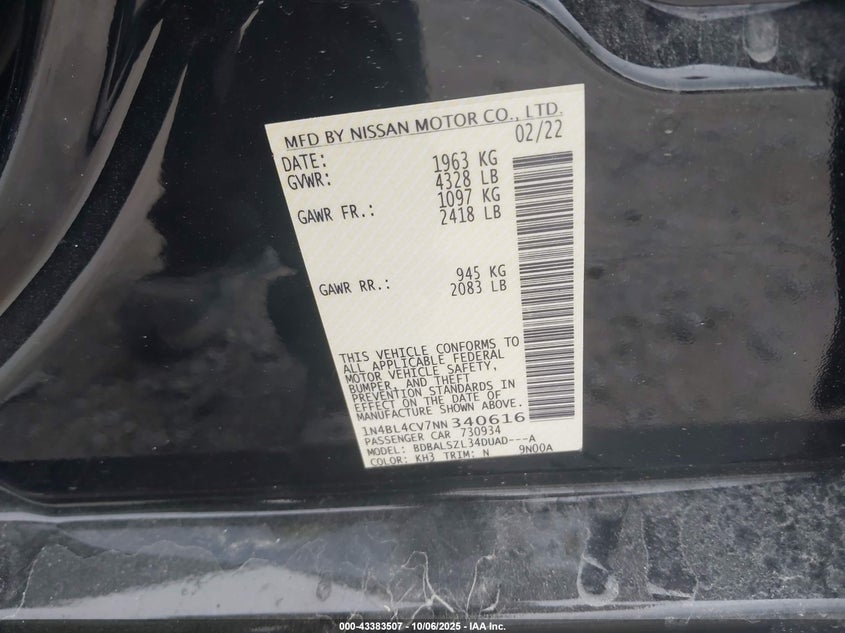 MFD BY NISSAN MOTOR CO., LTD.
DATE: 02/22
GVWR: 1963 KG
4328 LB
GAWR FR.: 1097 KG
2418 LB
GAWR RR.: 945 KG
2083 LB
THIS VEHICLE CONFORMS TO
ALL APPLICABLE FEDERAL
MOTOR VEHICLE SAFETY,
BUMPER, AND THEFT
PREVENTION STANDARDS IN
EFFECT ON THE DATE OF
MANUFACTURE SHOWN ABOVE.
1N4BL4CV7NN340616
PASSENGER CAR 730934
MODEL: BDBALSZL34DUAD---A
COLOR: KH3 TRIM: N 9N00A
000-43383507 - 10/06/2025 - IAA Inc.